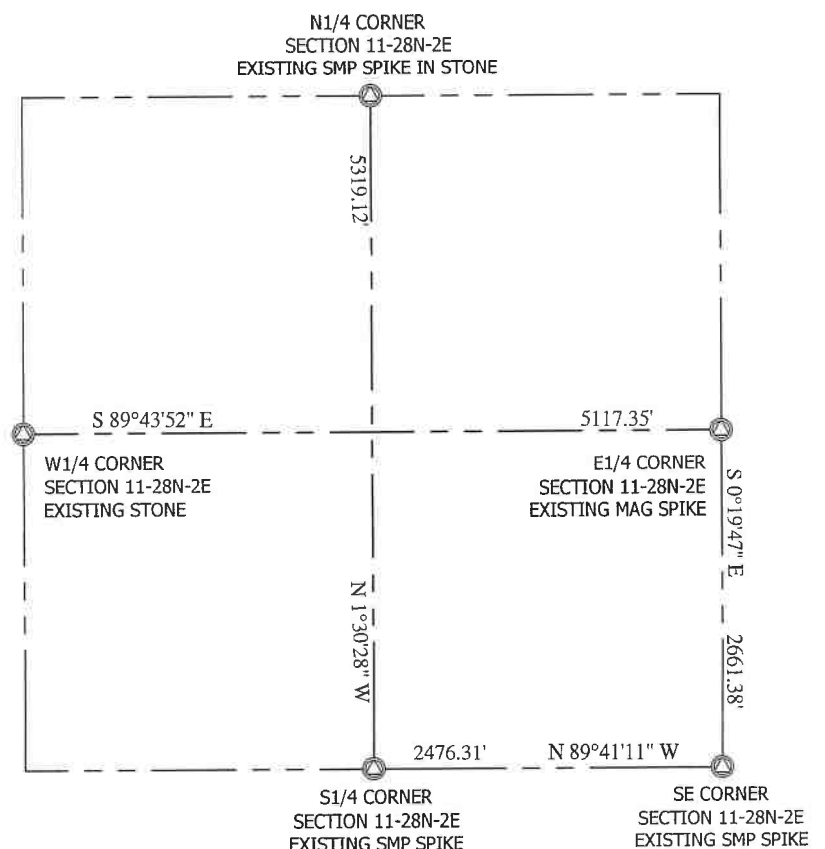 N1/4 CORNER
SECTION 11-28N-2E
EXISTING SMP SPIKE IN STONE
5319.12'
S 89°43'52" E
5117.35'
W1/4 CORNER
SECTION 11-28N-2E
EXISTING STONE
E1/4 CORNER
SECTION 11-28N-2E
EXISTING MAG SPIKE
S 0°19'47" E
N 1°30'28" W
2661.38'
2476.31'
N 89°41'11" W
S1/4 CORNER
SECTION 11-28N-2E
EXISTING SMP SPIKE
SE CORNER
SECTION 11-28N-2E
EXISTING SMP SPIKE